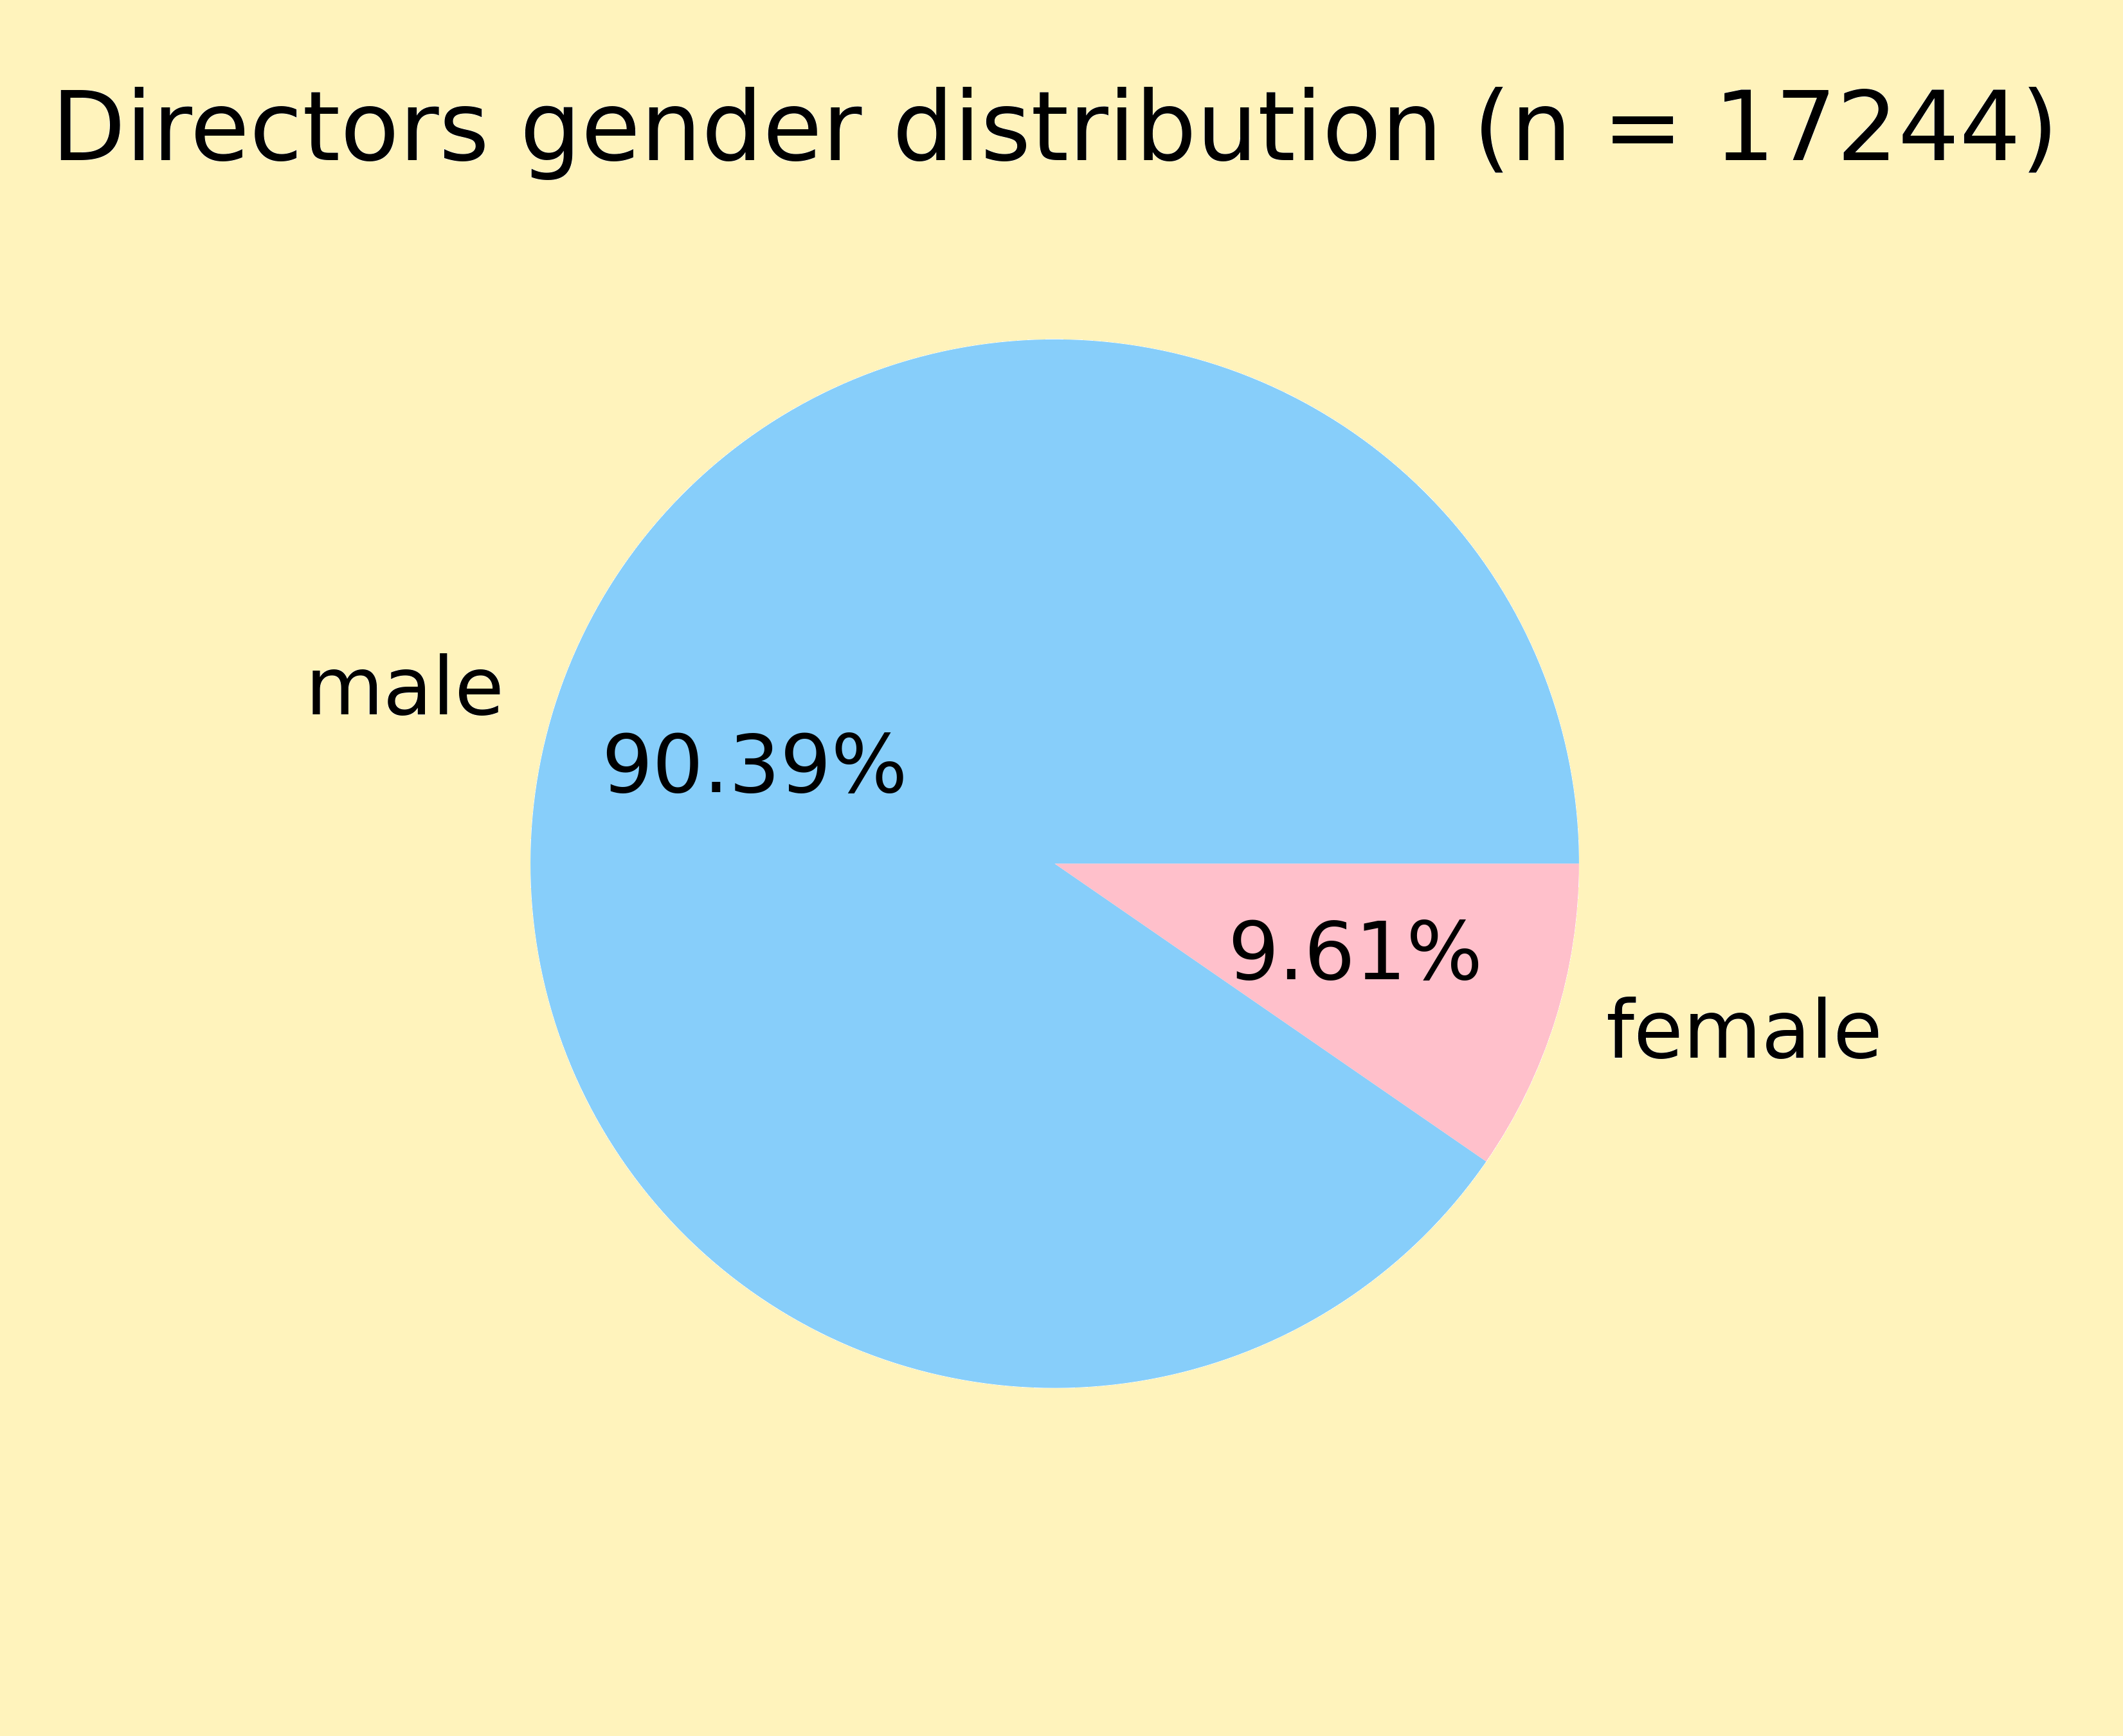 Directors gender distribution (n = 17244)
male
90.39%
9.61%
female